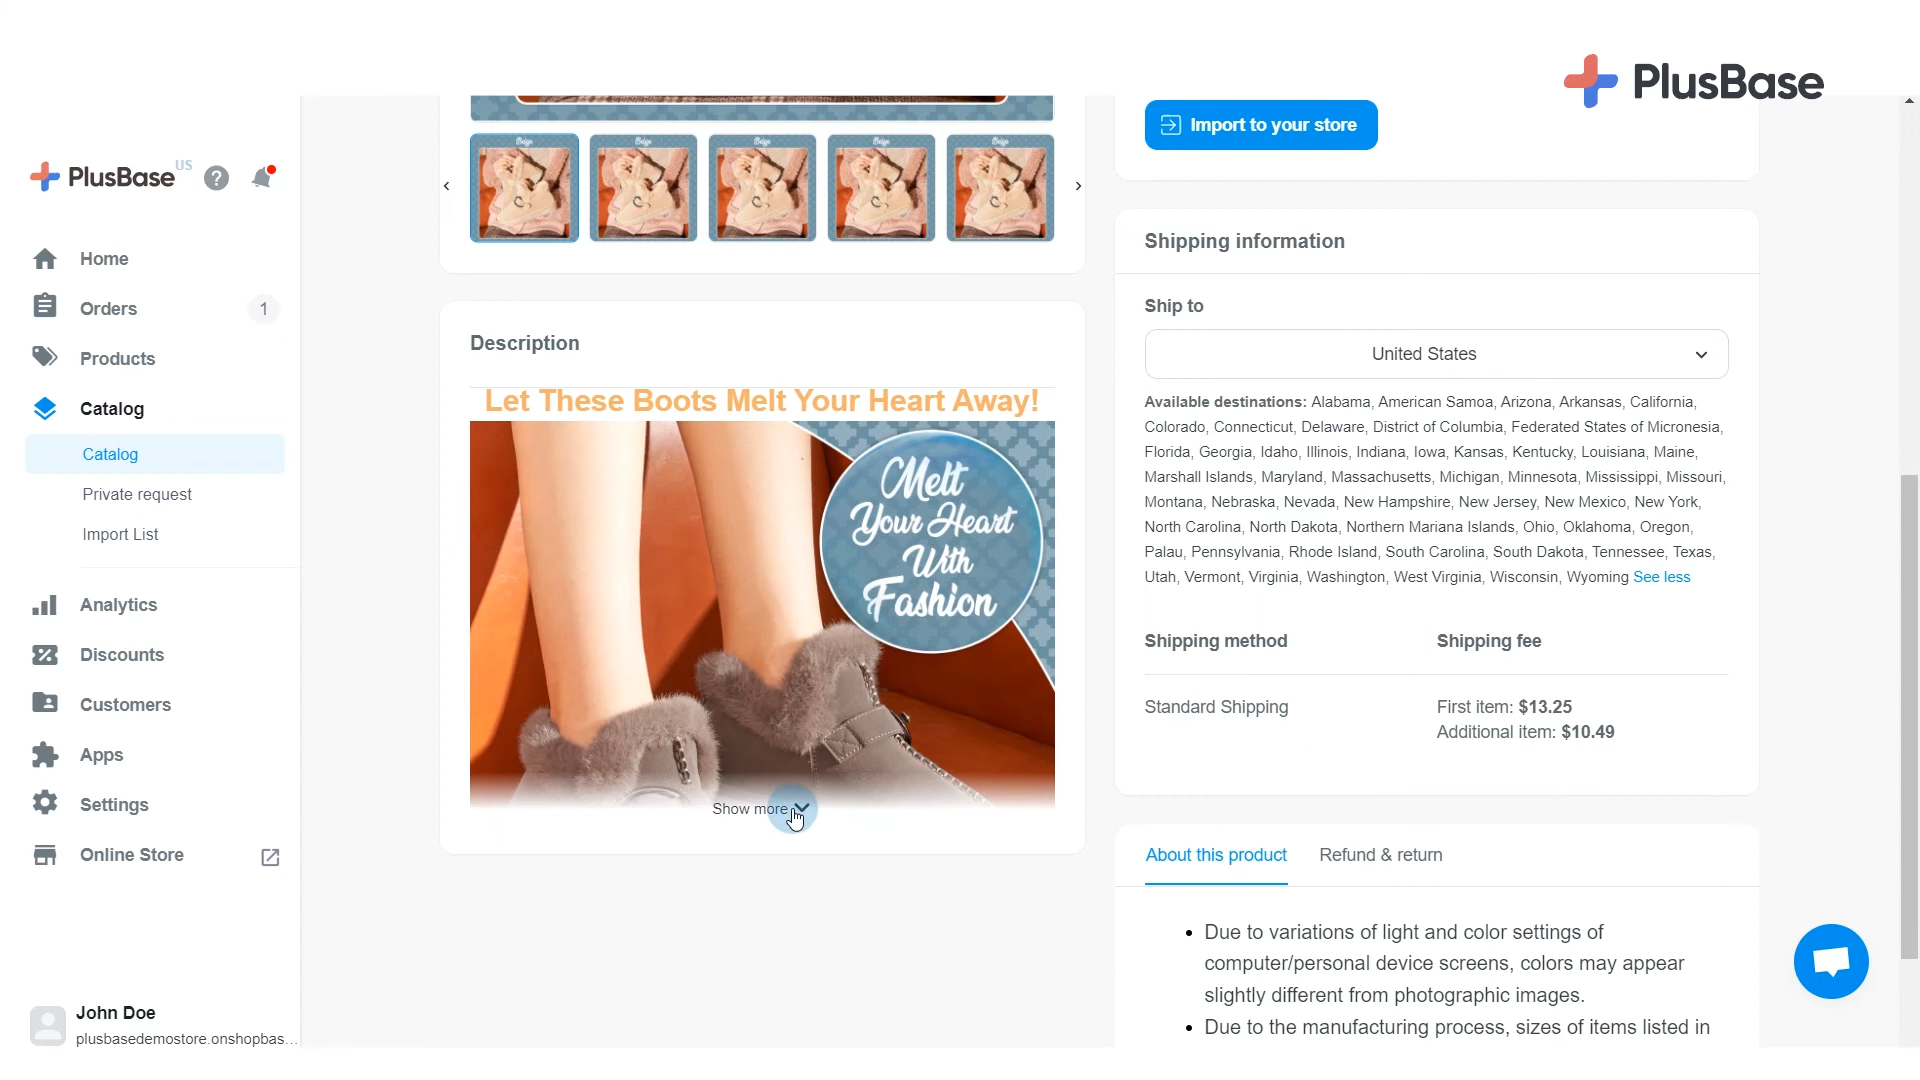 PlusBase
Import to your store
PlusBase US
?
Home
Orders 1
Products
Catalog
Catalog
Private request
Import List
Analytics
Discounts
Customers
Apps
Settings
Online Store
John Doe
plusbasedemostore.onshopbas...
Beige
Beige
Beige
Beige
Beige
Description
Let These Boots Melt Your Heart Away!
Melt
Your Heart
With
Fashion
Show more
Shipping information
Ship to
United States
Available destinations: Alabama, American Samoa, Arizona, Arkansas, California,
Colorado, Connecticut, Delaware, District of Columbia, Federated States of Micronesia,
Florida, Georgia, Idaho, Illinois, Indiana, Iowa, Kansas, Kentucky, Louisiana, Maine,
Marshall Islands, Maryland, Massachusetts, Michigan, Minnesota, Mississippi, Missouri,
Montana, Nebraska, Nevada, New Hampshire, New Jersey, New Mexico, New York,
North Carolina, North Dakota, Northern Mariana Islands, Ohio, Oklahoma, Oregon,
Palau, Pennsylvania, Rhode Island, South Carolina, South Dakota, Tennessee, Texas,
Utah, Vermont, Virginia, Washington, West Virginia, Wisconsin, Wyoming See less
Shipping method Shipping fee
Standard Shipping First item: $13.25
Additional item: $10.49
About this product Refund & return
• Due to variations of light and color settings of
computer/personal device screens, colors may appear
slightly different from photographic images.
• Due to the manufacturing process, sizes of items listed in